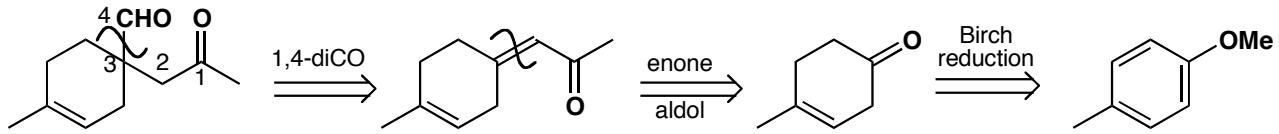 4 CHO
O
3
2
1
1,4-diCO
O
enone
aldol
O
Birch
reduction
OMe